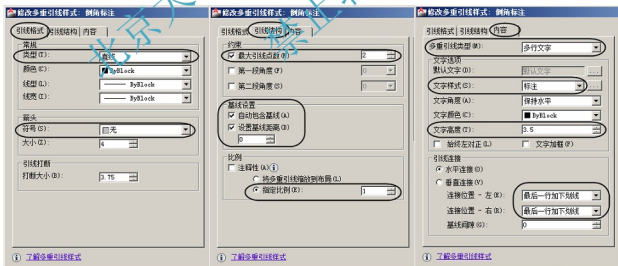 修改多重引线样式: 倒角标注
引线格式 引线结构 内容
常规
类型(T): 直线
颜色(C): ByBlock
线型(L): ByBlock
线宽(I): ByBlock
箭头
符号(S): 无
大小(Z): 4
引线打断
打断大小(B): 3.75
了解多重引线样式
修改多重引线样式: 倒角标注
引线格式 引线结构 内容
约束
最大引线点数(M) 2
第一段角度(F) 0
第二段角度(S) 0
基线设置
自动包含基线(A)
设置基线距离(D)
0
比例
注释性(A)
将多重引线缩放到布局(L)
指定比例(E): 1
了解多重引线样式
修改多重引线样式: 倒角标注
引线格式 引线结构 内容
多重引线类型(M): 多行文字
文字选项
默认文字(D): 默认文字 ...
文字样式(S): 标注 ...
文字角度(A): 保持水平
文字颜色(C): ByBlock
文字高度(T): 3.5
始终左对正(L) 文字加框(F)
引线连接
水平连接(O)
垂直连接(V)
连接位置 - 左(E): 最后一行加下划线
连接位置 - 右(R): 最后一行加下划线
基线间隙(G): 0
了解多重引线样式